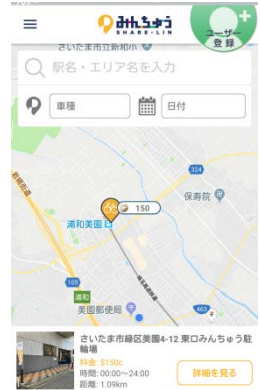 みんちゅう
SHARE-LIN
ユーザー
登録
さいたま市立新和小
駅名・エリア名を入力
車種
日付
324
保寿院
150
浦和美園
105
浦和
463
美園郵便局
さいたま市緑区美園4-12 東口みんちゅう駐
輪場
料金: $150c
時間: 00:00~24:00
距離: 1.09km
詳細を見る